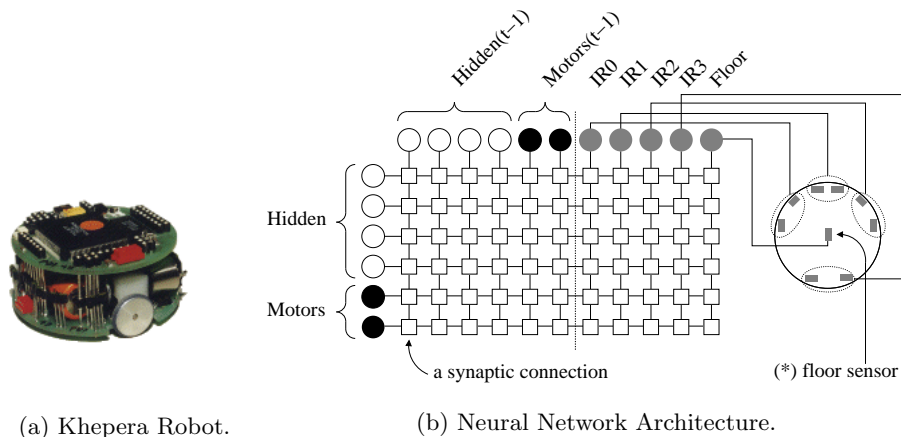 Hidden(t−1)
Motors(t−1)
IR0
IR1
IR2
IR3
Floor
Hidden
Motors
a synaptic connection
(*) floor sensor
(a) Khepera Robot.
(b) Neural Network Architecture.